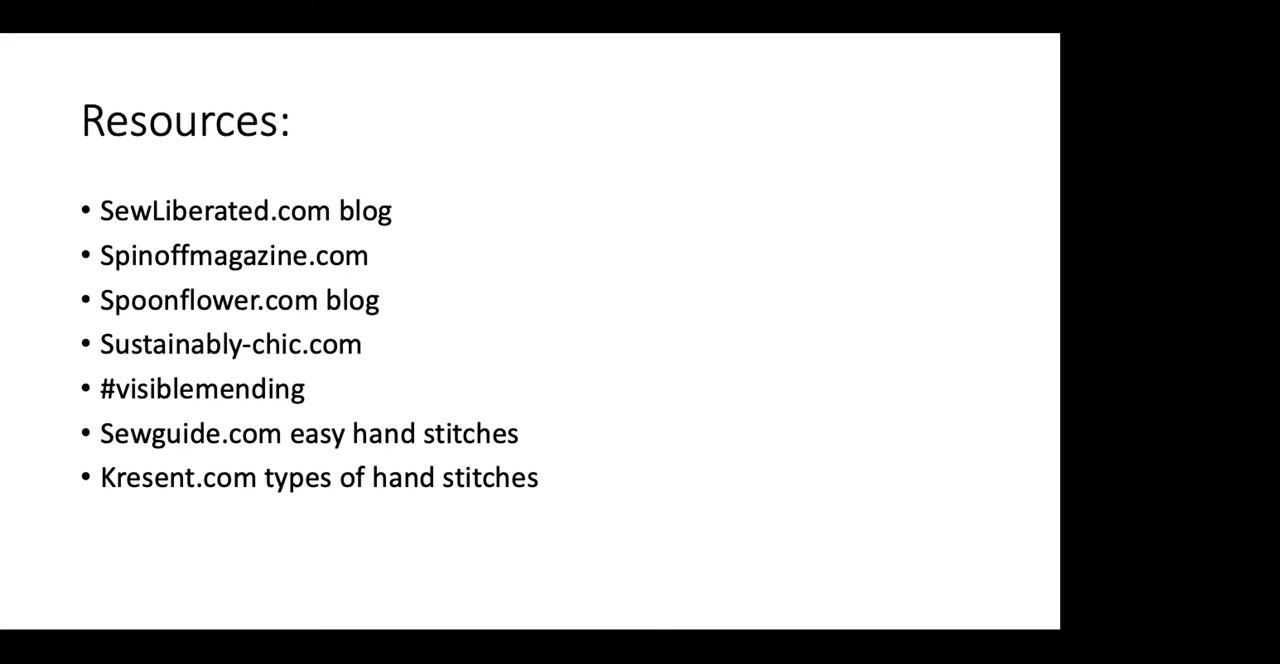 Resources:
• SewLiberated.com blog
• Spinoffmagazine.com
• Spoonflower.com blog
• Sustainably-chic.com
• #visiblemending
• Sewguide.com easy hand stitches
• Kresent.com types of hand stitches